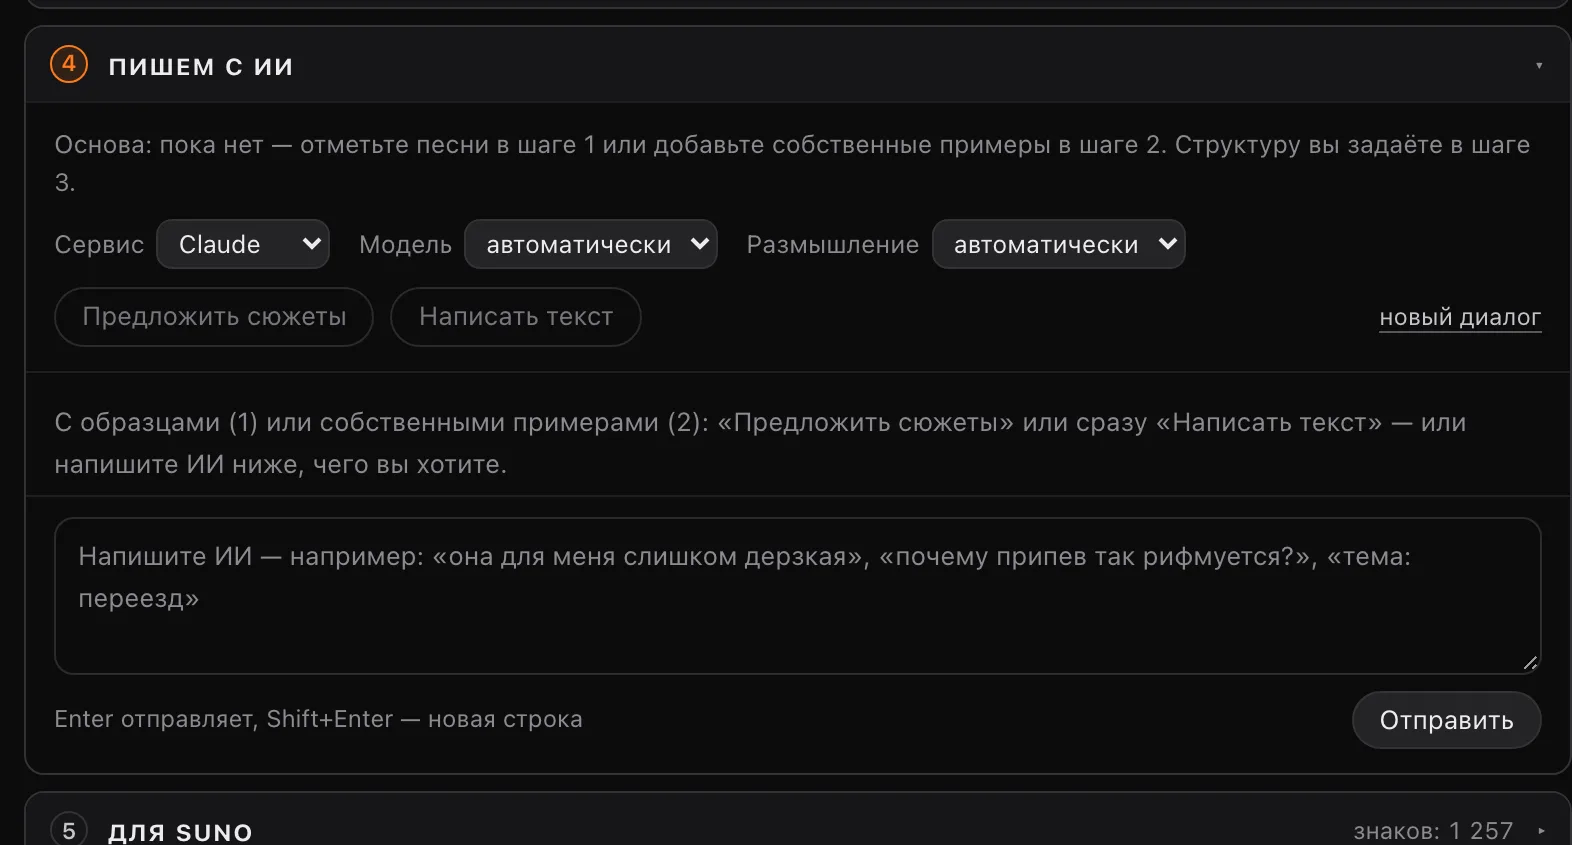 4 ПИШЕМ С ИИ
Основа: пока нет — отметьте песни в шаге 1 или добавьте собственные примеры в шаге 2. Структуру вы задаёте в шаге
3.
Сервис Claude Модель автоматически Размышление автоматически
Предложить сюжеты Написать текст новый диалог
С образцами (1) или собственными примерами (2): «Предложить сюжеты» или сразу «Написать текст» — или
напишите ИИ ниже, чего вы хотите.
Напишите ИИ — например: «она для меня слишком дерзкая», «почему припев так рифмуется?», «тема:
переезд»
Enter отправляет, Shift+Enter — новая строка Отправить
5 ДЛЯ SUNO знаков: 1 257